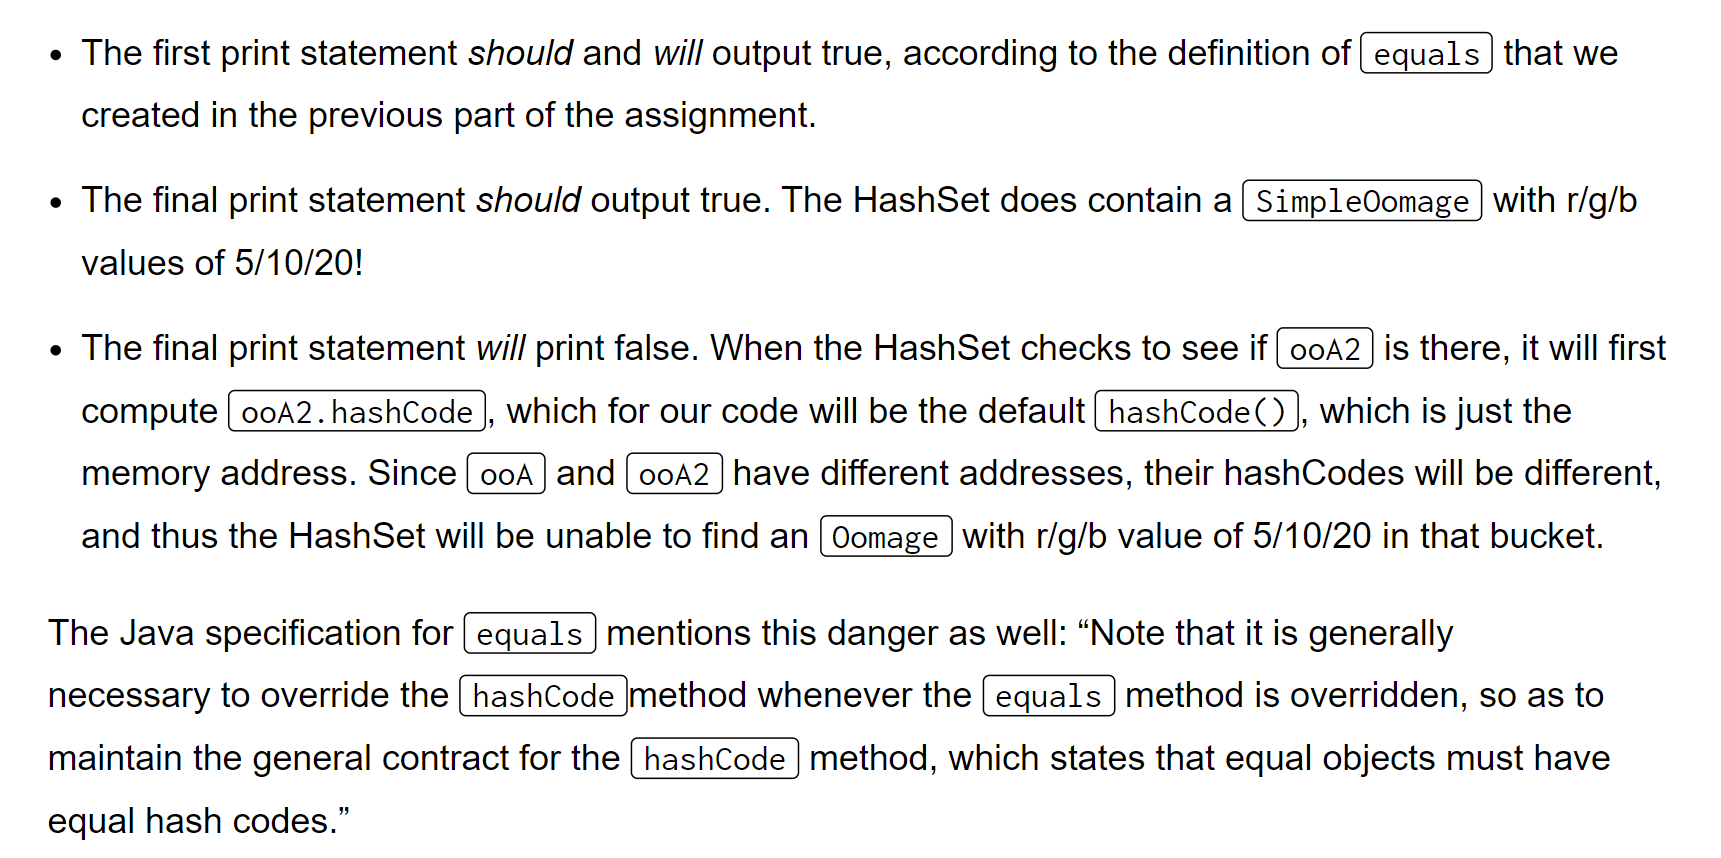 • The first print statement should and will output true, according to the definition of equals that we
created in the previous part of the assignment.
• The final print statement should output true. The HashSet does contain a SimpleOomage with r/g/b
values of 5/10/20!
• The final print statement will print false. When the HashSet checks to see if ooA2 is there, it will first
compute ooA2.hashCode, which for our code will be the default hashCode(), which is just the
memory address. Since ooA and ooA2 have different addresses, their hashCodes will be different,
and thus the HashSet will be unable to find an Oomage with r/g/b value of 5/10/20 in that bucket.
The Java specification for equals mentions this danger as well: “Note that it is generally
necessary to override the hashCode method whenever the equals method is overridden, so as to
maintain the general contract for the hashCode method, which states that equal objects must have
equal hash codes.”